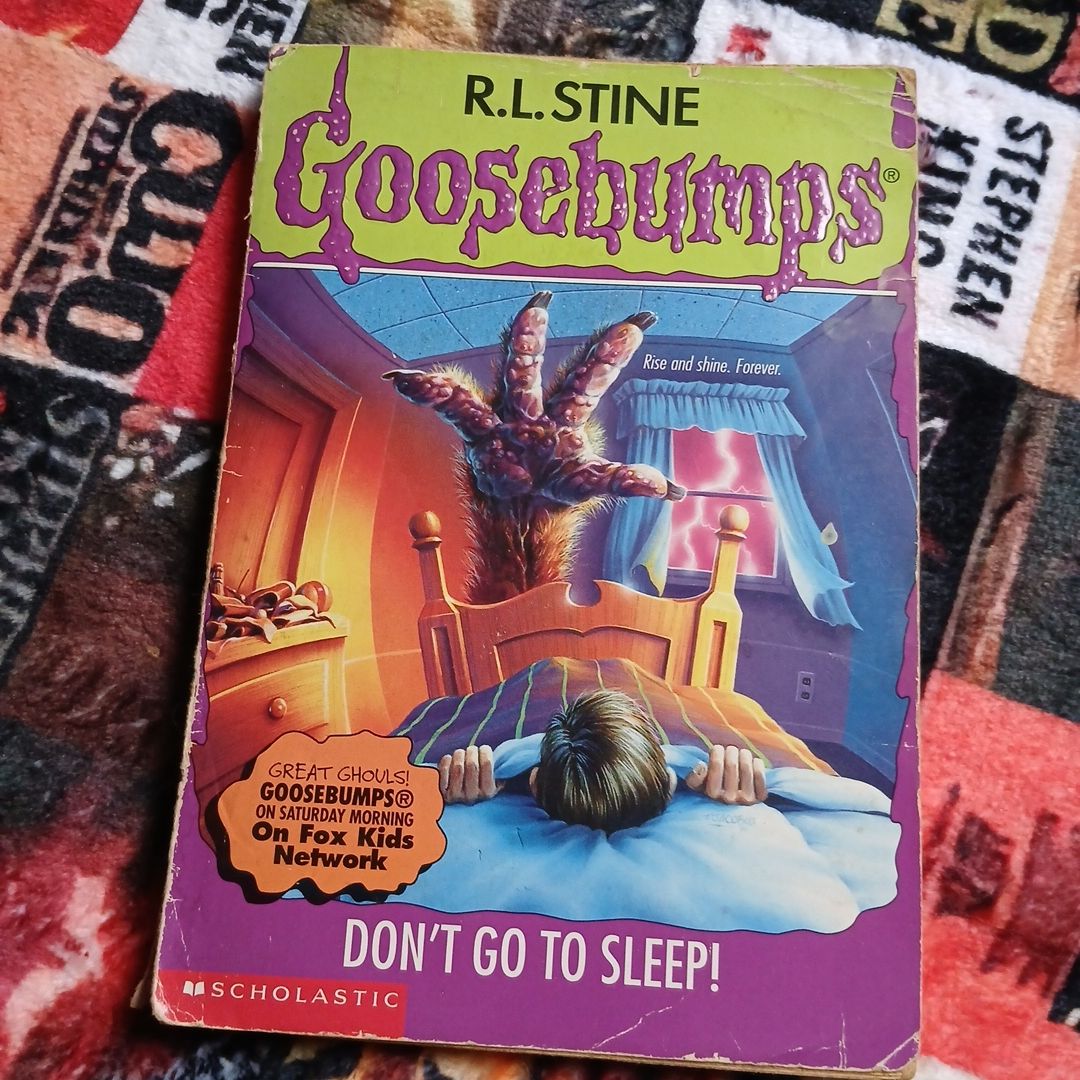 R.L. STINE
Goosebumps®
Rise and shine. Forever.
GREAT GHOULS!
GOOSEBUMPS®
ON SATURDAY MORNING
On Fox Kids
Network
DON'T GO TO SLEEP!
SCHOLASTIC
STEPHEN
KING
CUJO